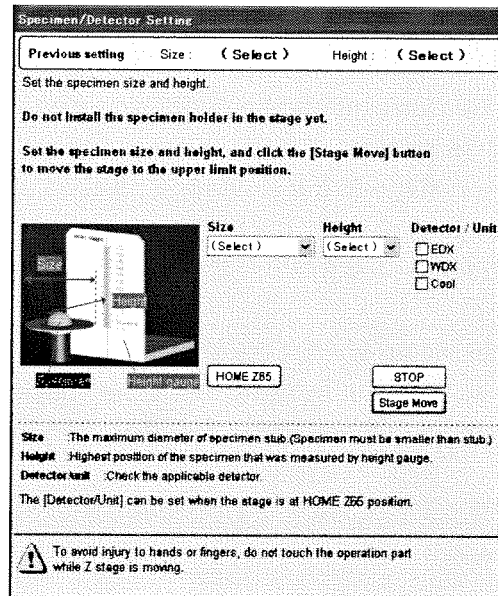 Specimen/Detector Setting
Previous setting Size : ( Select ) Height : ( Select )
Set the specimen size and height.
Do not install the specimen holder in the stage yet.
Set the specimen size and height, and click the [Stage Move] button
to move the stage to the upper limit position.
Size Height Detector / Unit
(Select) (Select) EDX
WDX
Cool
Size
Height
Specimen Height gauge
HOME Z65 STOP
Stage Move
Size :The maximum diameter of specimen stub.(Specimen must be smaller than stub.)
Height :Highest position of the specimen that was measured by height gauge.
Detector/unit :Check the applicable detector.
The [Detector/Unit] can be set when the stage is at HOME Z65 position.
To avoid injury to hands or fingers, do not touch the operation part
while Z stage is moving.